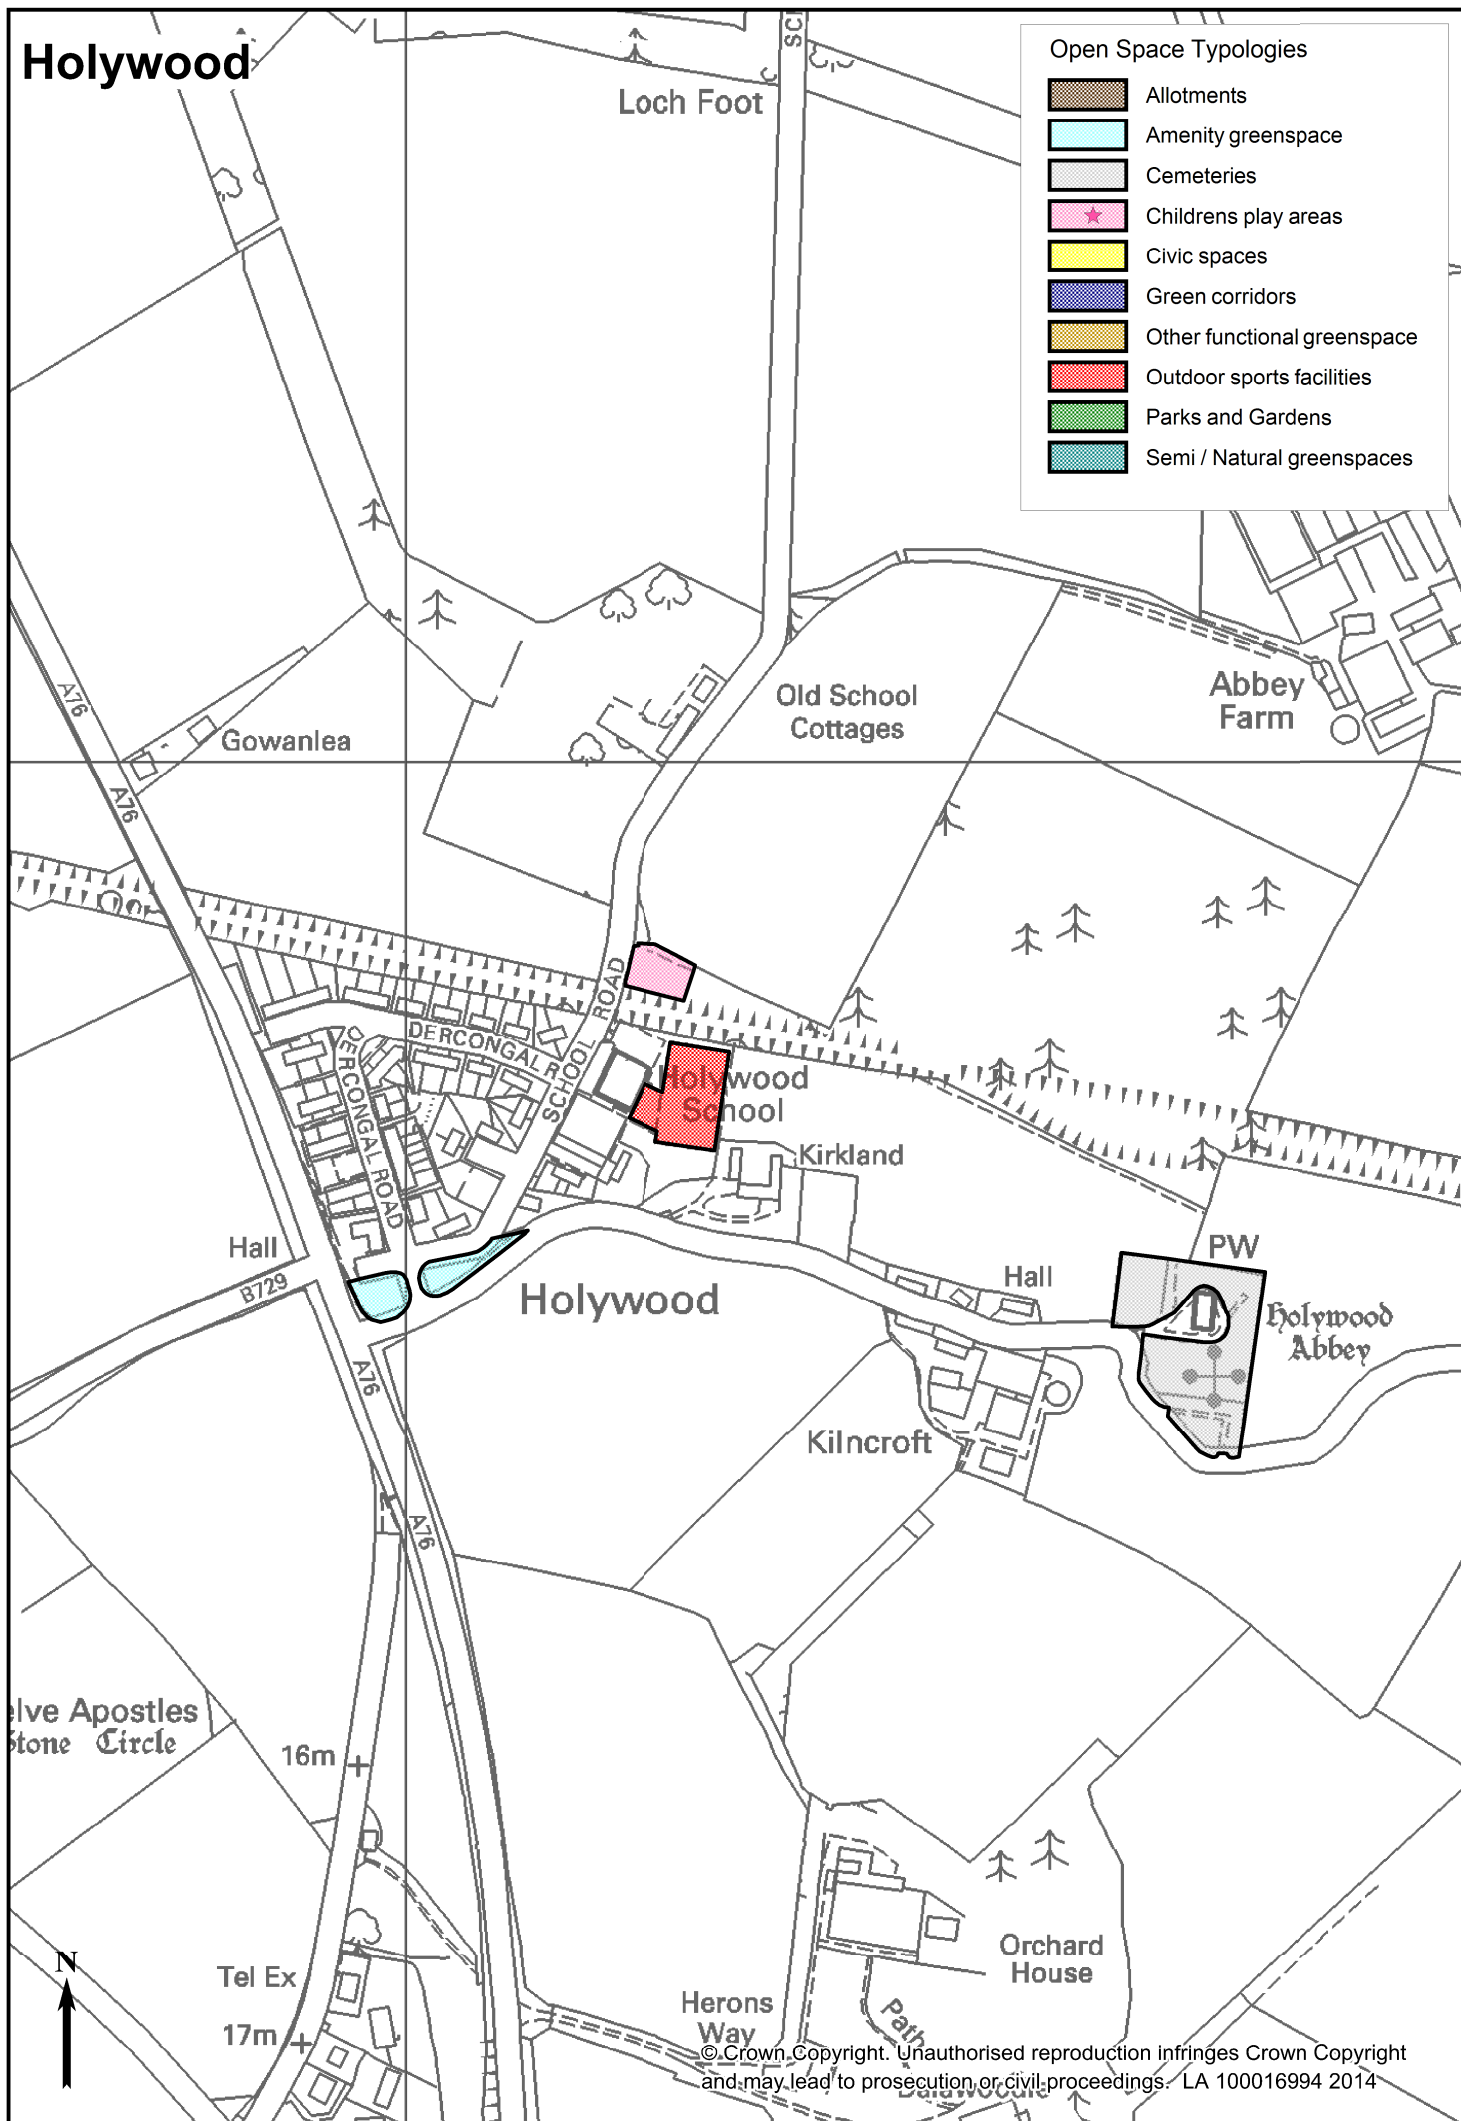 Holywood
SC
Loch Foot
Open Space Typologies
Allotments
Amenity greenspace
Cemeteries
Childrens play areas
Civic spaces
Green corridors
Other functional greenspace
Outdoor sports facilities
Parks and Gardens
Semi / Natural greenspaces
A76
Gowanlea
Old School
Cottages
Abbey
Farm
A76
SCHOOL ROAD
DERCONGAL R
DERCONGAL ROAD
Holywood
School
Kirkland
Hall
B729
Holywood
Hall
PW
Holywood
Abbey
A76
Kilncroft
A76
elve Apostles
Stone Circle
16m
Tel Ex
17m
N
Orchard
House
Herons
Way
Path
© Crown Copyright. Unauthorised reproduction infringes Crown Copyright
and may lead to prosecution or civil proceedings. LA 100016994 2014